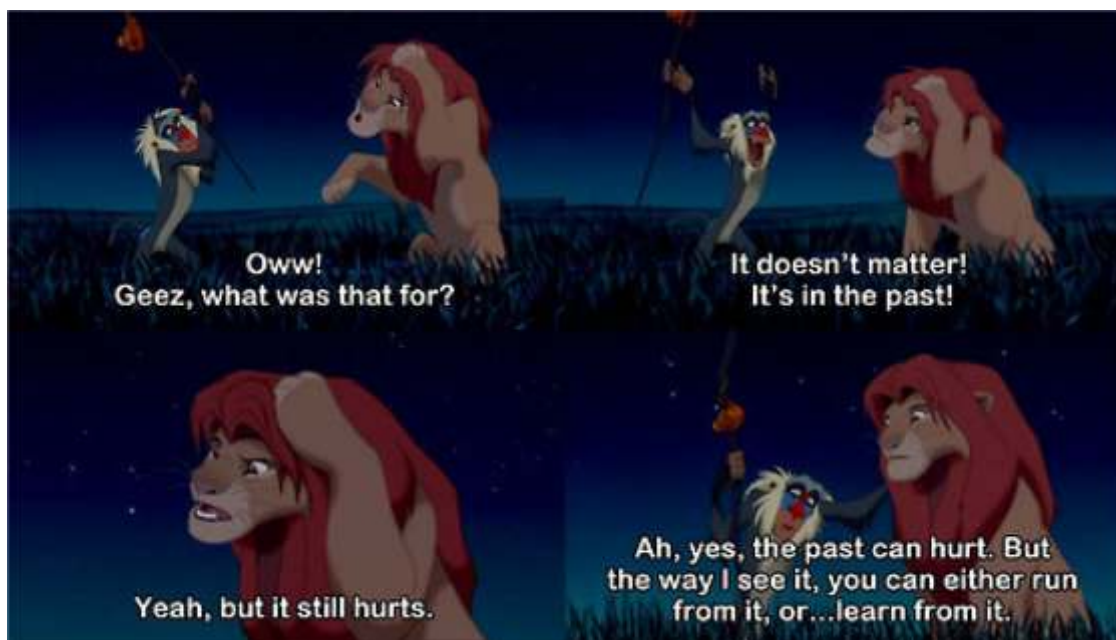 Oww!
Geez, what was that for?
It doesn't matter!
It's in the past!
Yeah, but it still hurts.
Ah, yes, the past can hurt. But
the way I see it, you can either run
from it, or...learn from it.